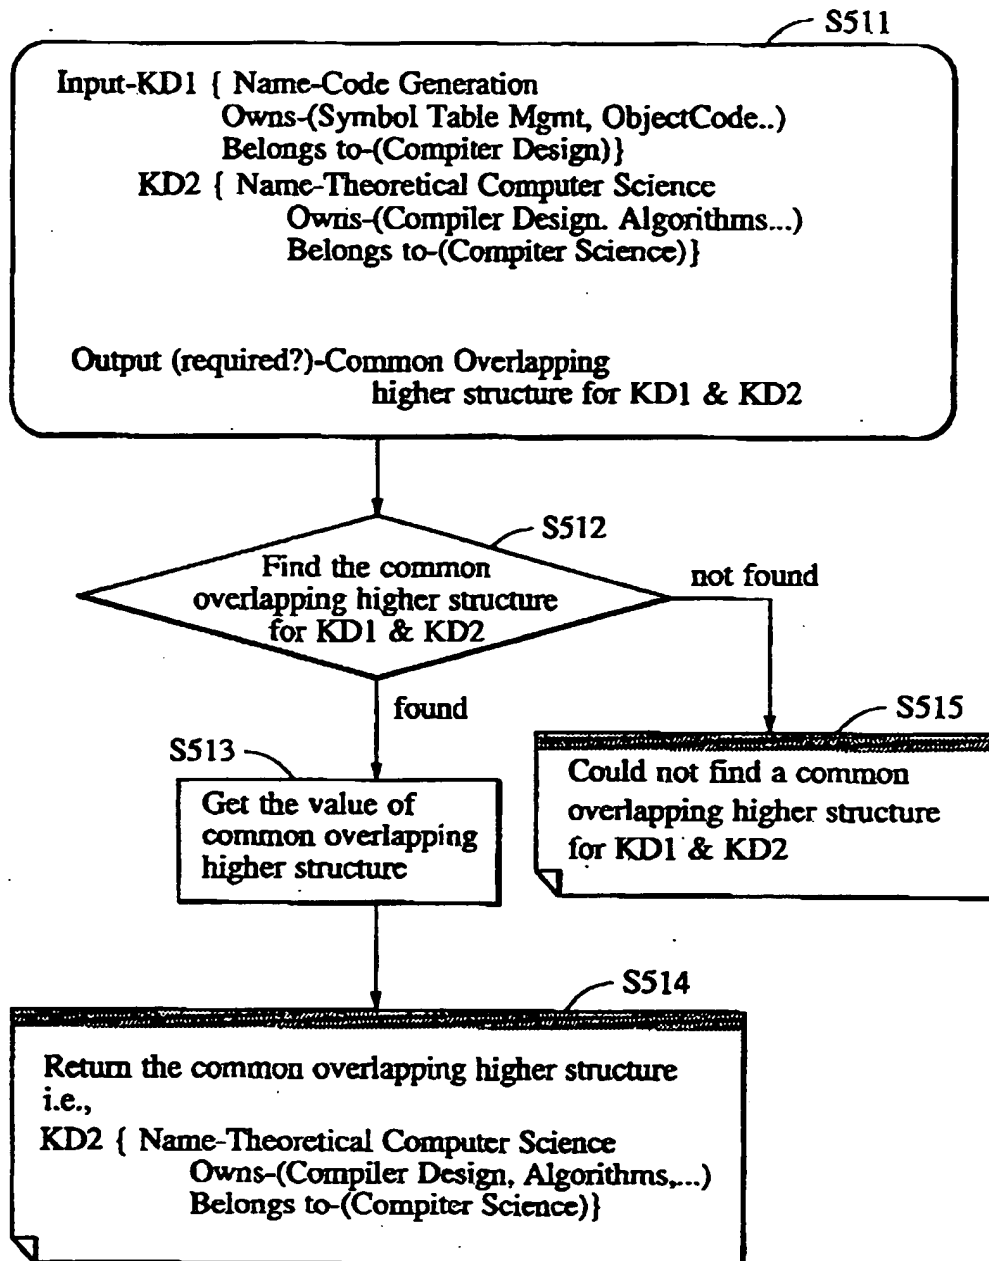 S511
Input-KD1 { Name-Code Generation
Owns-(Symbol Table Mgmt, ObjectCode..)
Belongs to-(Compiter Design)}
KD2 { Name-Theoretical Computer Science
Owns-(Compiler Design. Algorithms...)
Belongs to-(Compiter Science)}
Output (required?)-Common Overlapping
higher structure for KD1 & KD2
S512
Find the common
overlapping higher structure
for KD1 & KD2
not found
found
S515
Could not find a common
overlapping higher structure
for KD1 & KD2
S513
Get the value of
common overlapping
higher structure
S514
Return the common overlapping higher structure
i.e.,
KD2 { Name-Theoretical Computer Science
Owns-(Compiler Design, Algorithms,...)
Belongs to-(Compiter Science)}